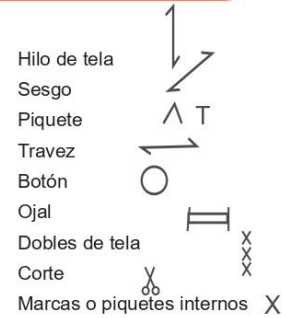 Hilo de tela
Sesgo
Piquete T
Travez
Botón
Ojal
Dobles de tela X
X
Corte X
Marcas o piquetes internos X